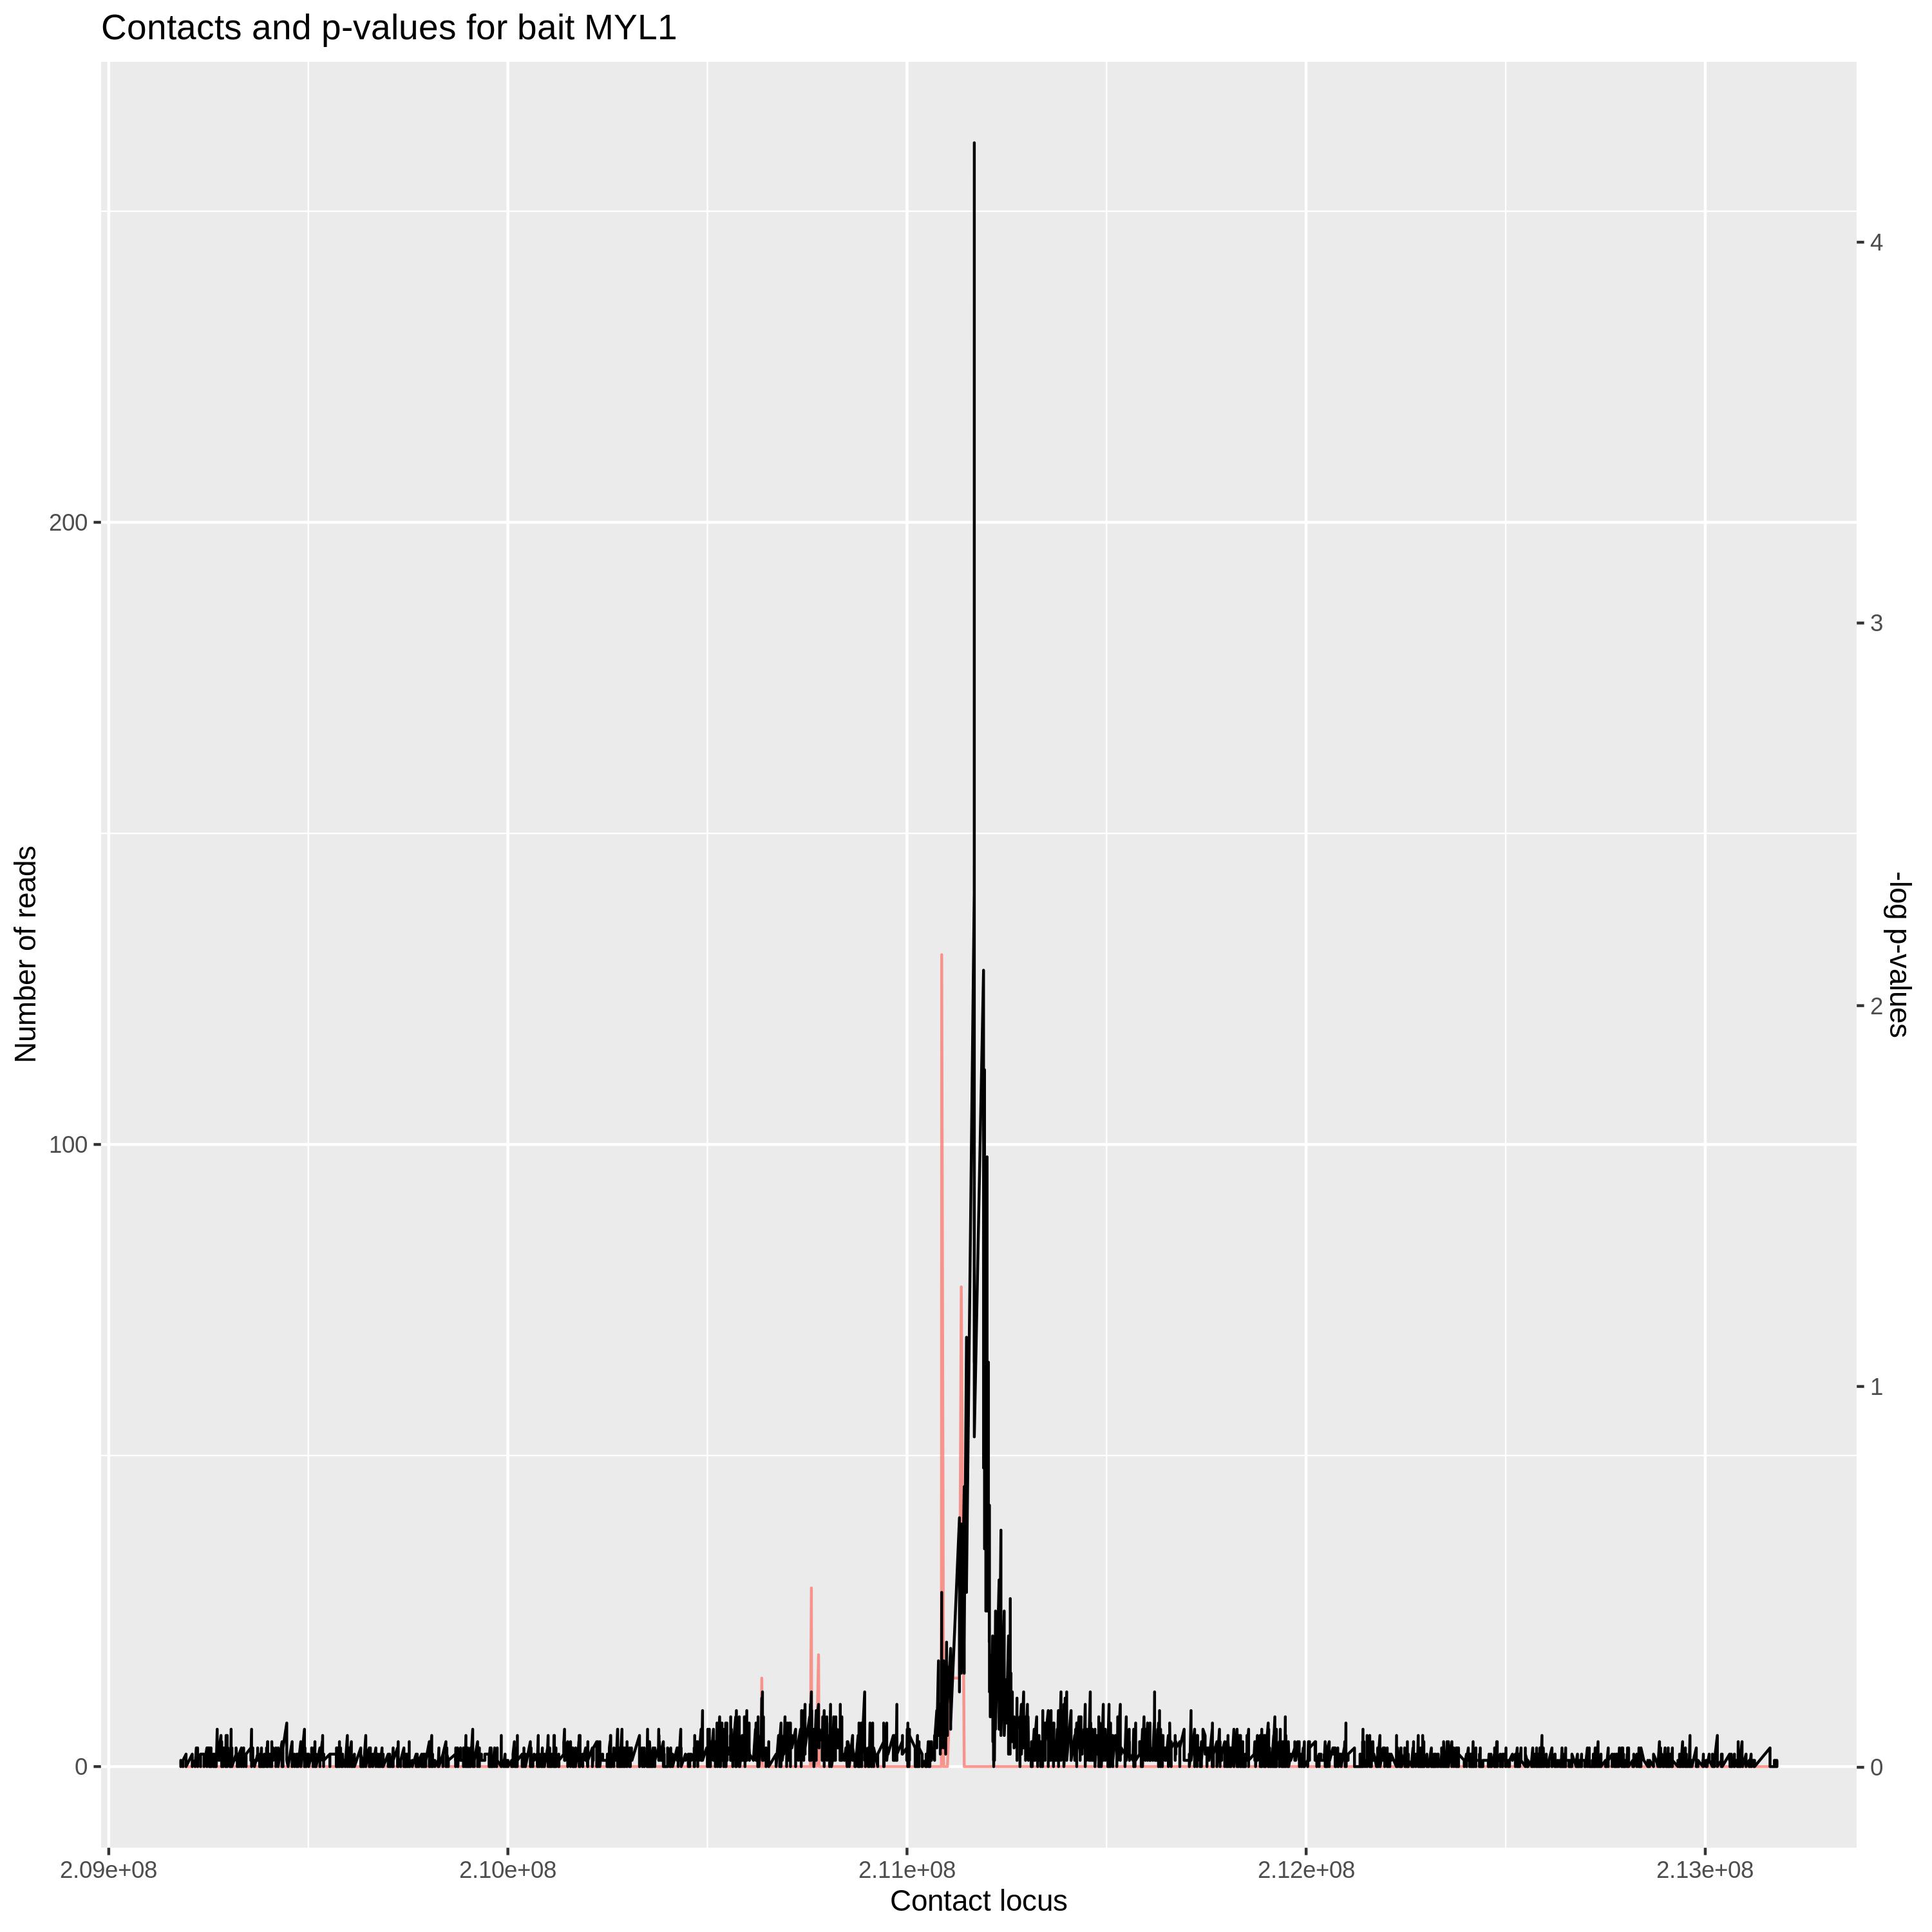 Contacts and p-values for bait MYL1
Number of reads
200
100
0
4
3
2
1
0
-log p-values
2.09e+08
2.10e+08
2.11e+08
2.12e+08
2.13e+08
Contact locus